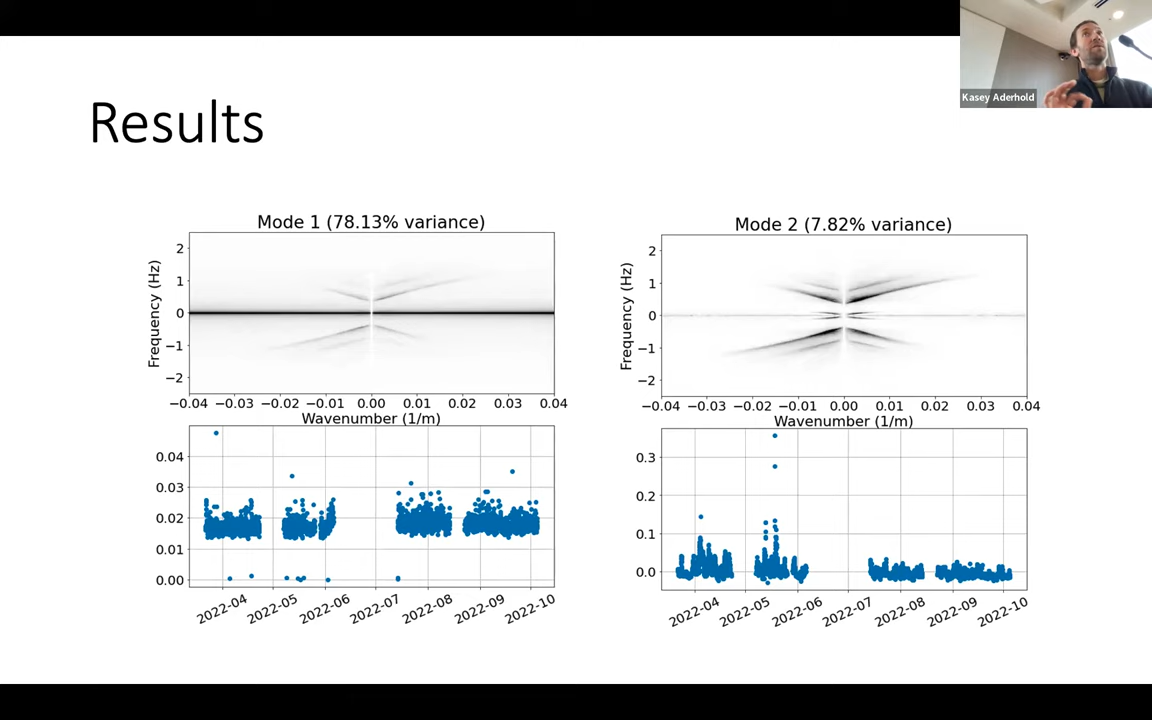 Kasey Aderhold
Results
Mode 1 (78.13% variance)
2
1
0
−1
−2
Frequency (Hz)
−0.04 −0.03 −0.02 −0.01 0.00 0.01 0.02 0.03 0.04
Wavenumber (1/m)
0.04
0.03
0.02
0.01
0.00
2022-04 2022-05 2022-06 2022-07 2022-08 2022-09 2022-10
Mode 2 (7.82% variance)
2
1
0
−1
−2
Frequency (Hz)
−0.04 −0.03 −0.02 −0.01 0.00 0.01 0.02 0.03 0.04
Wavenumber (1/m)
0.3
0.2
0.1
0.0
2022-04 2022-05 2022-06 2022-07 2022-08 2022-09 2022-10